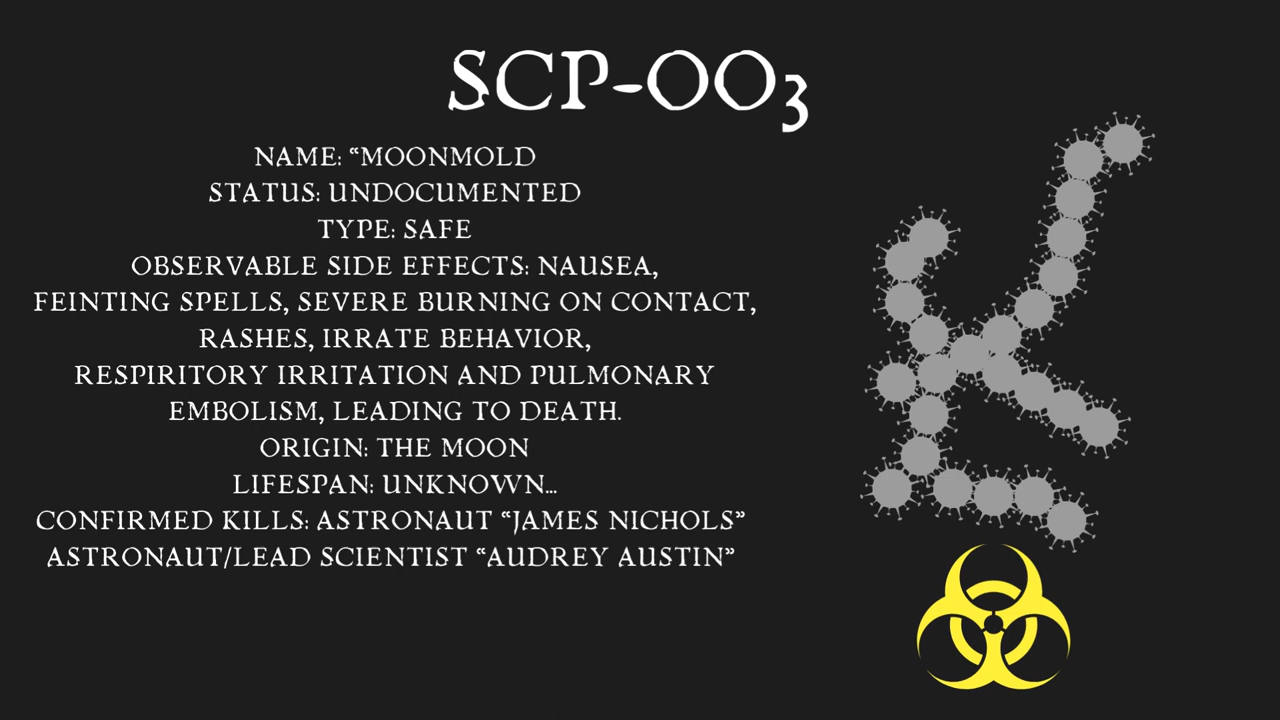 SCP-003
NAME: “MOONMOLD
STATUS: UNDOCUMENTED
TYPE: SAFE
OBSERVABLE SIDE EFFECTS: NAUSEA,
FEINTING SPELLS, SEVERE BURNING ON CONTACT,
RASHES, IRRATE BEHAVIOR,
RESPIRITORY IRRITATION AND PULMONARY
EMBOLISM, LEADING TO DEATH.
ORIGIN: THE MOON
LIFESPAN: UNKNOWN...
CONFIRMED KILLS: ASTRONAUT “JAMES NICHOLS”
ASTRONAUT/LEAD SCIENTIST “AUDREY AUSTIN”